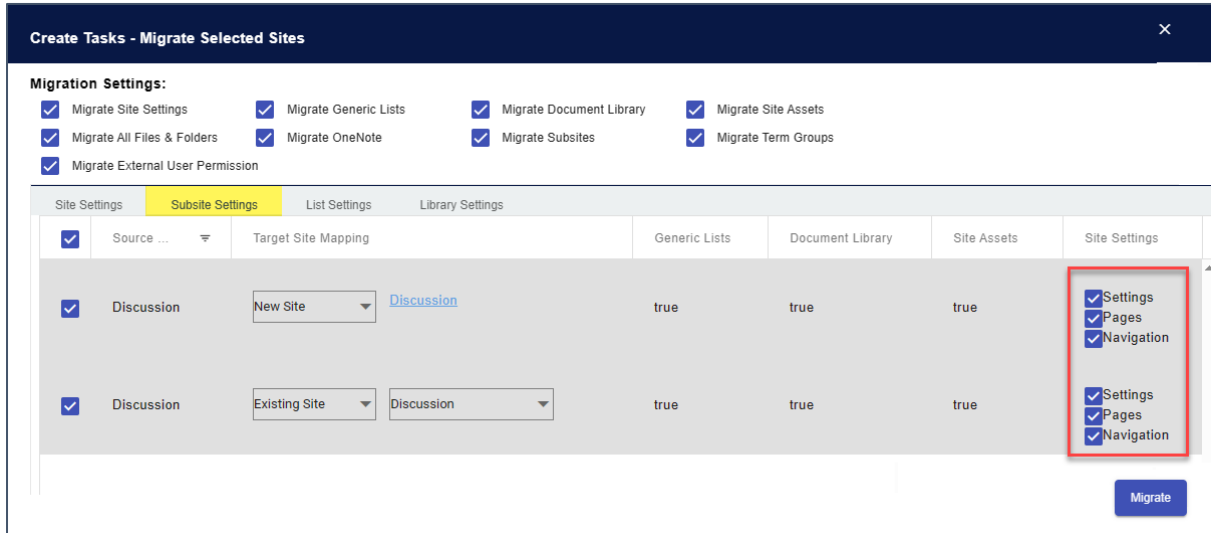 Create Tasks - Migrate Selected Sites
Migration Settings:
Migrate Site Settings Migrate Generic Lists Migrate Document Library Migrate Site Assets
Migrate All Files & Folders Migrate OneNote Migrate Subsites Migrate Term Groups
Migrate External User Permission
Site Settings Subsite Settings List Settings Library Settings
Source ... Target Site Mapping Generic Lists Document Library Site Assets Site Settings
Discussion New Site Discussion true true true Settings
Pages
Navigation
Discussion Existing Site Discussion true true true Settings
Pages
Navigation
Migrate